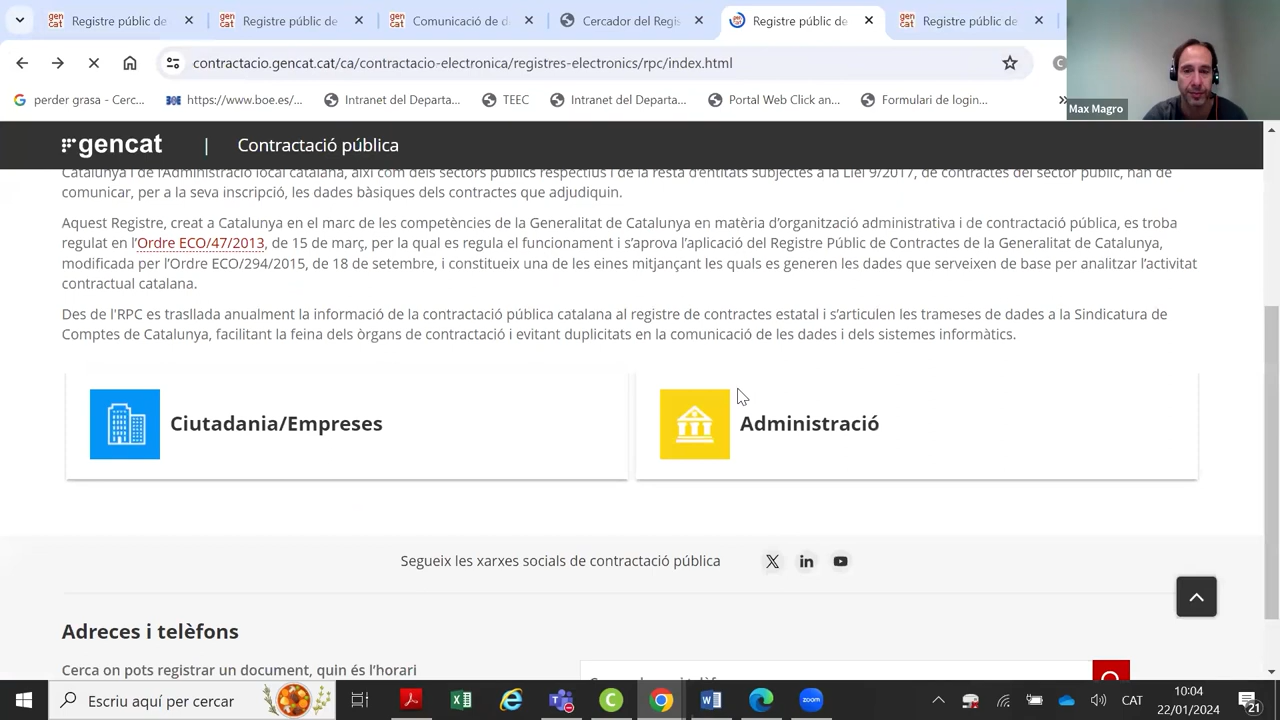 Registre públic de
Registre públic de
Comunicació de d
Cercador del Regis
Registre públic de
Registre públic de
contractacio.gencat.cat/ca/contractacio-electronica/registres-electronics/rpc/index.html
perder grasa - Cerc...
https://www.boe.es/...
Intranet del Departa...
TEEC
Intranet del Departa...
Portal Web Click an...
Formulari de login...
Max Magro
gencat | Contractació pública
Catalunya i de l'Administració local catalana, així com dels sectors públics respectius i de la resta d'entitats subjectes a la Llei 9/2017, de contractes del sector públic, han de
comunicar, per a la seva inscripció, les dades bàsiques dels contractes que adjudiquin.
Aquest Registre, creat a Catalunya en el marc de les competències de la Generalitat de Catalunya en matèria d'organització administrativa i de contractació pública, es troba
regulat en l'Ordre ECO/47/2013, de 15 de març, per la qual es regula el funcionament i s'aprova l'aplicació del Registre Públic de Contractes de la Generalitat de Catalunya,
modificada per l'Ordre ECO/294/2015, de 18 de setembre, i constitueix una de les eines mitjançant les quals es generen les dades que serveixen de base per analitzar l'activitat
contractual catalana.
Des de l'RPC es trasllada anualment la informació de la contractació pública catalana al registre de contractes estatal i s'articulen les trameses de dades a la Sindicatura de
Comptes de Catalunya, facilitant la feina dels òrgans de contractació i evitant duplicitats en la comunicació de les dades i dels sistemes informàtics.
Ciutadania/Empreses
Administració
Segueix les xarxes socials de contractació pública
Adreces i telèfons
Cerca on pots registrar un document, quin és l'horari
Escriu aquí per cercar
zoom
CAT
10:04
22/01/2024
21